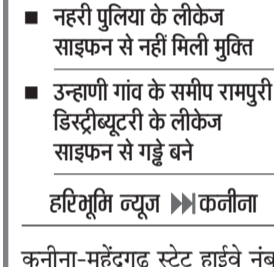 ■ नहरी पुलिया के लीकेज
साइफन से नहीं मिली मुक्ति
■ उन्हाणी गांव के समीप रामपुरी
डिस्ट्रीब्यूटरी के लीकेज
साइफन से गड्ढे बने
हरिभूमि न्यूज ▶▶| कनीना
कनीना-महेंद्रगढ़ स्टेट हाईवे